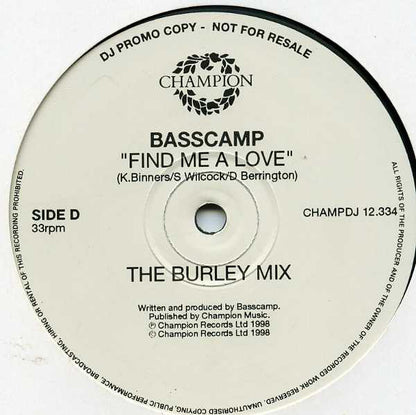 DJ PROMO COPY - NOT FOR RESALE
CHAMPION
BASSCAMP
"FIND ME A LOVE"
(K.Binners/S Wilcock/D Berrington)
SIDE D
33rpm
CHAMPDJ 12.334
THE BURLEY MIX
Written and produced by Basscamp.
Published by Champion Music.
Ⓟ Champion Records Ltd 1998
© Champion Records Ltd 1998
ALL RIGHTS OF THE PRODUCER AND OF THE OWNER OF THE RECORDED WORK RESERVED. UNAUTHORISED COPYING, PUBLIC PERFORMANCE, BROADCASTING, HIRING OR RENTAL OF THIS RECORDING PROHIBITED.